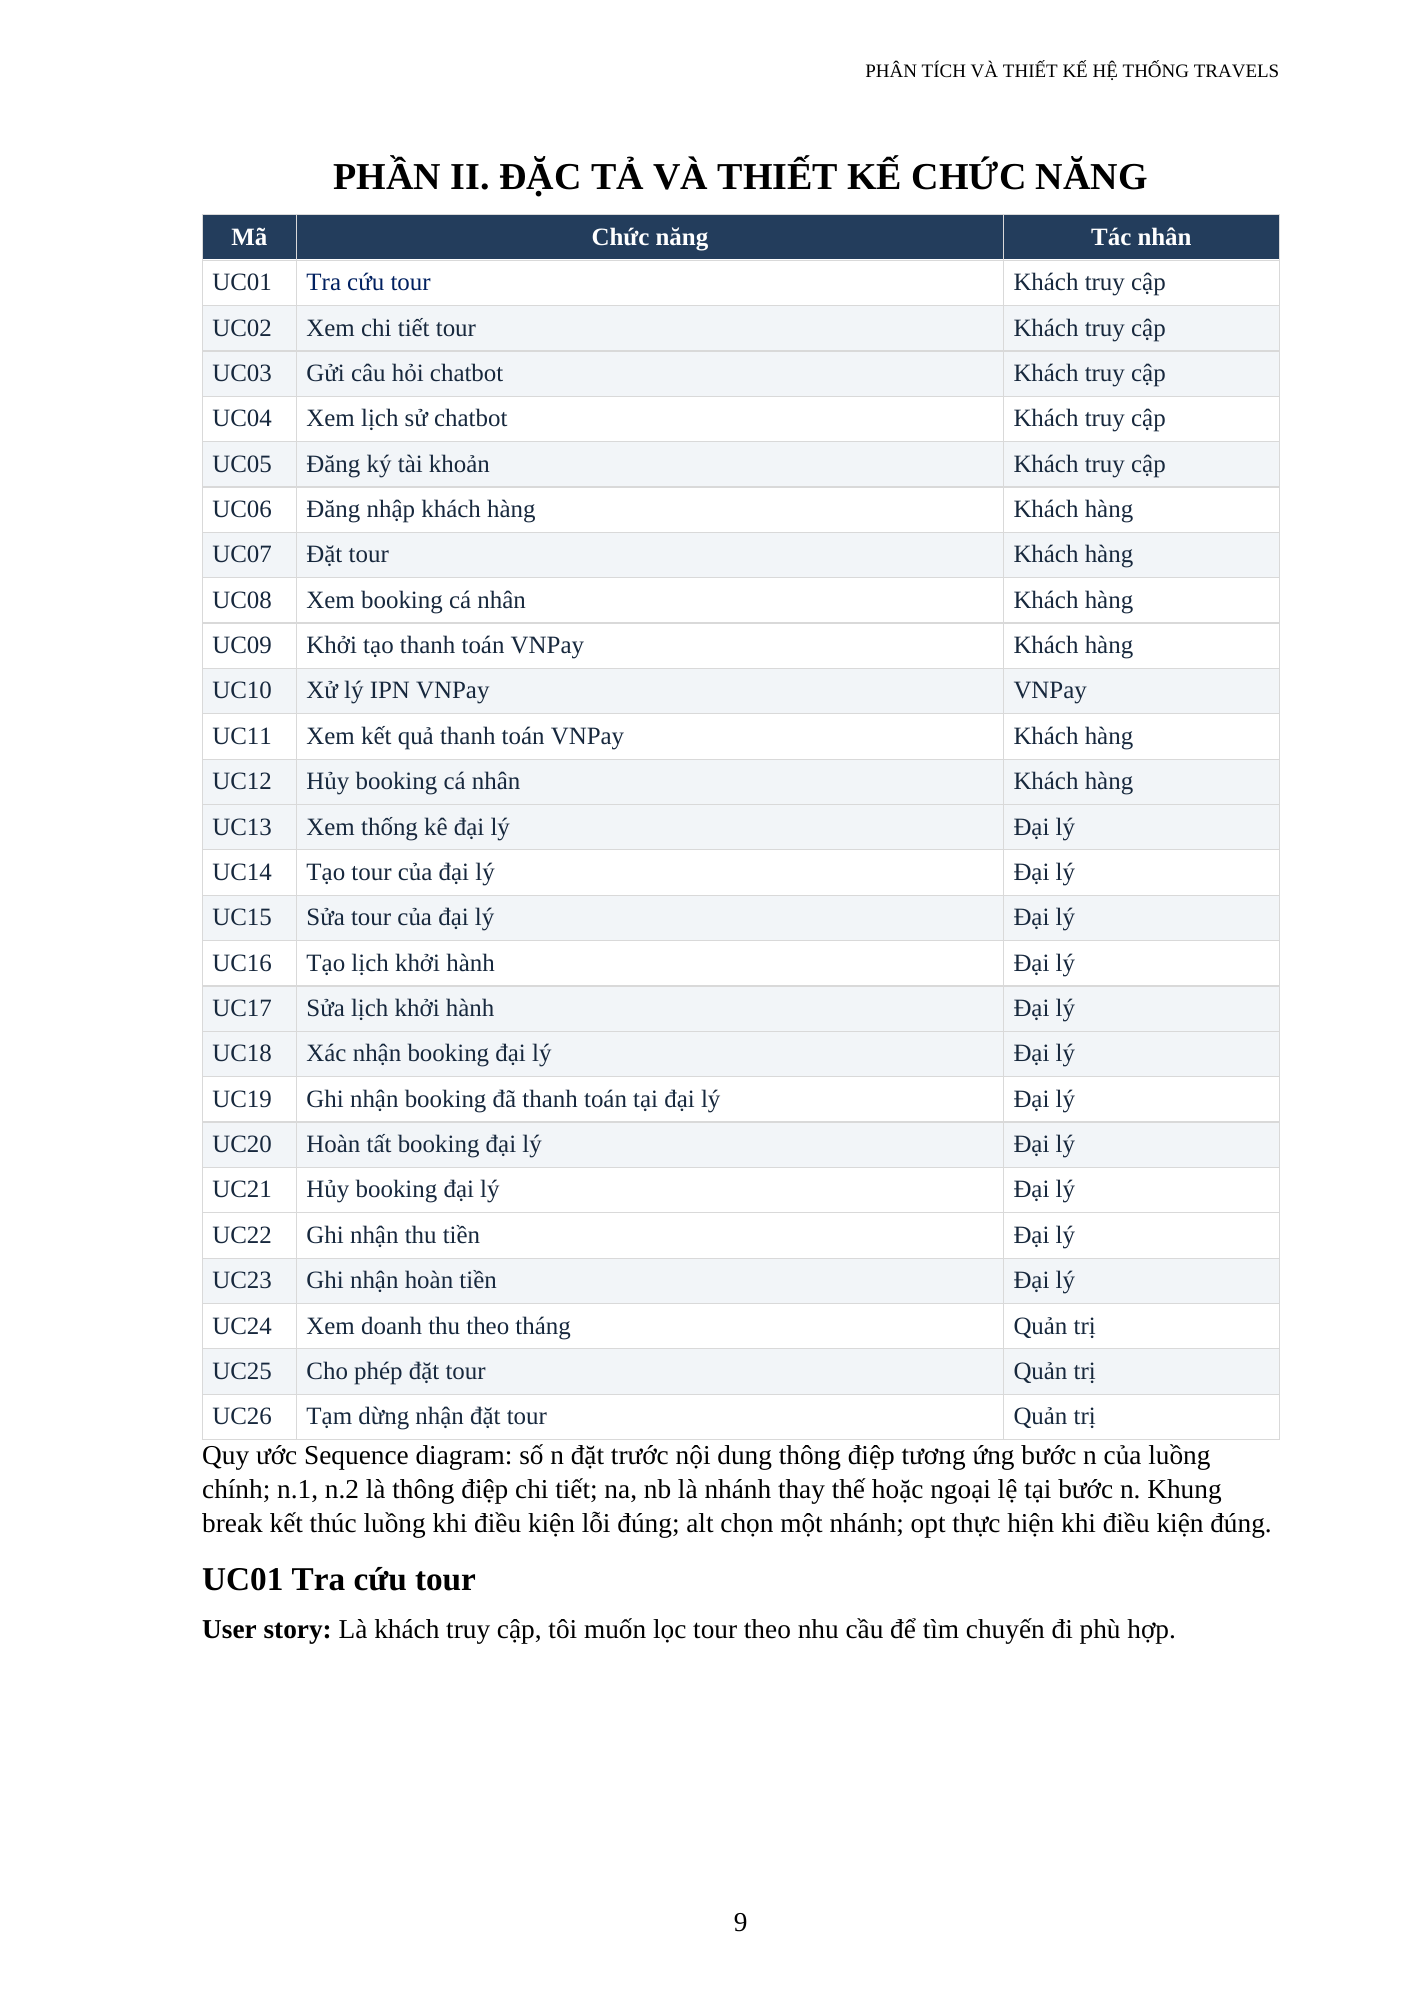 PHÂN TÍCH VÀ THIẾT KẾ HỆ THỐNG TRAVELS
PHẦN II. ĐẶC TẢ VÀ THIẾT KẾ CHỨC NĂNG
Mã Chức năng Tác nhân
UC01 Tra cứu tour Khách truy cập
UC02 Xem chi tiết tour Khách truy cập
UC03 Gửi câu hỏi chatbot Khách truy cập
UC04 Xem lịch sử chatbot Khách truy cập
UC05 Đăng ký tài khoản Khách truy cập
UC06 Đăng nhập khách hàng Khách hàng
UC07 Đặt tour Khách hàng
UC08 Xem booking cá nhân Khách hàng
UC09 Khởi tạo thanh toán VNPay Khách hàng
UC10 Xử lý IPN VNPay VNPay
UC11 Xem kết quả thanh toán VNPay Khách hàng
UC12 Hủy booking cá nhân Khách hàng
UC13 Xem thống kê đại lý Đại lý
UC14 Tạo tour của đại lý Đại lý
UC15 Sửa tour của đại lý Đại lý
UC16 Tạo lịch khởi hành Đại lý
UC17 Sửa lịch khởi hành Đại lý
UC18 Xác nhận booking đại lý Đại lý
UC19 Ghi nhận booking đã thanh toán tại đại lý Đại lý
UC20 Hoàn tất booking đại lý Đại lý
UC21 Hủy booking đại lý Đại lý
UC22 Ghi nhận thu tiền Đại lý
UC23 Ghi nhận hoàn tiền Đại lý
UC24 Xem doanh thu theo tháng Quản trị
UC25 Cho phép đặt tour Quản trị
UC26 Tạm dừng nhận đặt tour Quản trị
Quy ước Sequence diagram: số n đặt trước nội dung thông điệp tương ứng bước n của luồng
chính; n.1, n.2 là thông điệp chi tiết; na, nb là nhánh thay thế hoặc ngoại lệ tại bước n. Khung
break kết thúc luồng khi điều kiện lỗi đúng; alt chọn một nhánh; opt thực hiện khi điều kiện đúng.
UC01 Tra cứu tour
User story: Là khách truy cập, tôi muốn lọc tour theo nhu cầu để tìm chuyến đi phù hợp.
9